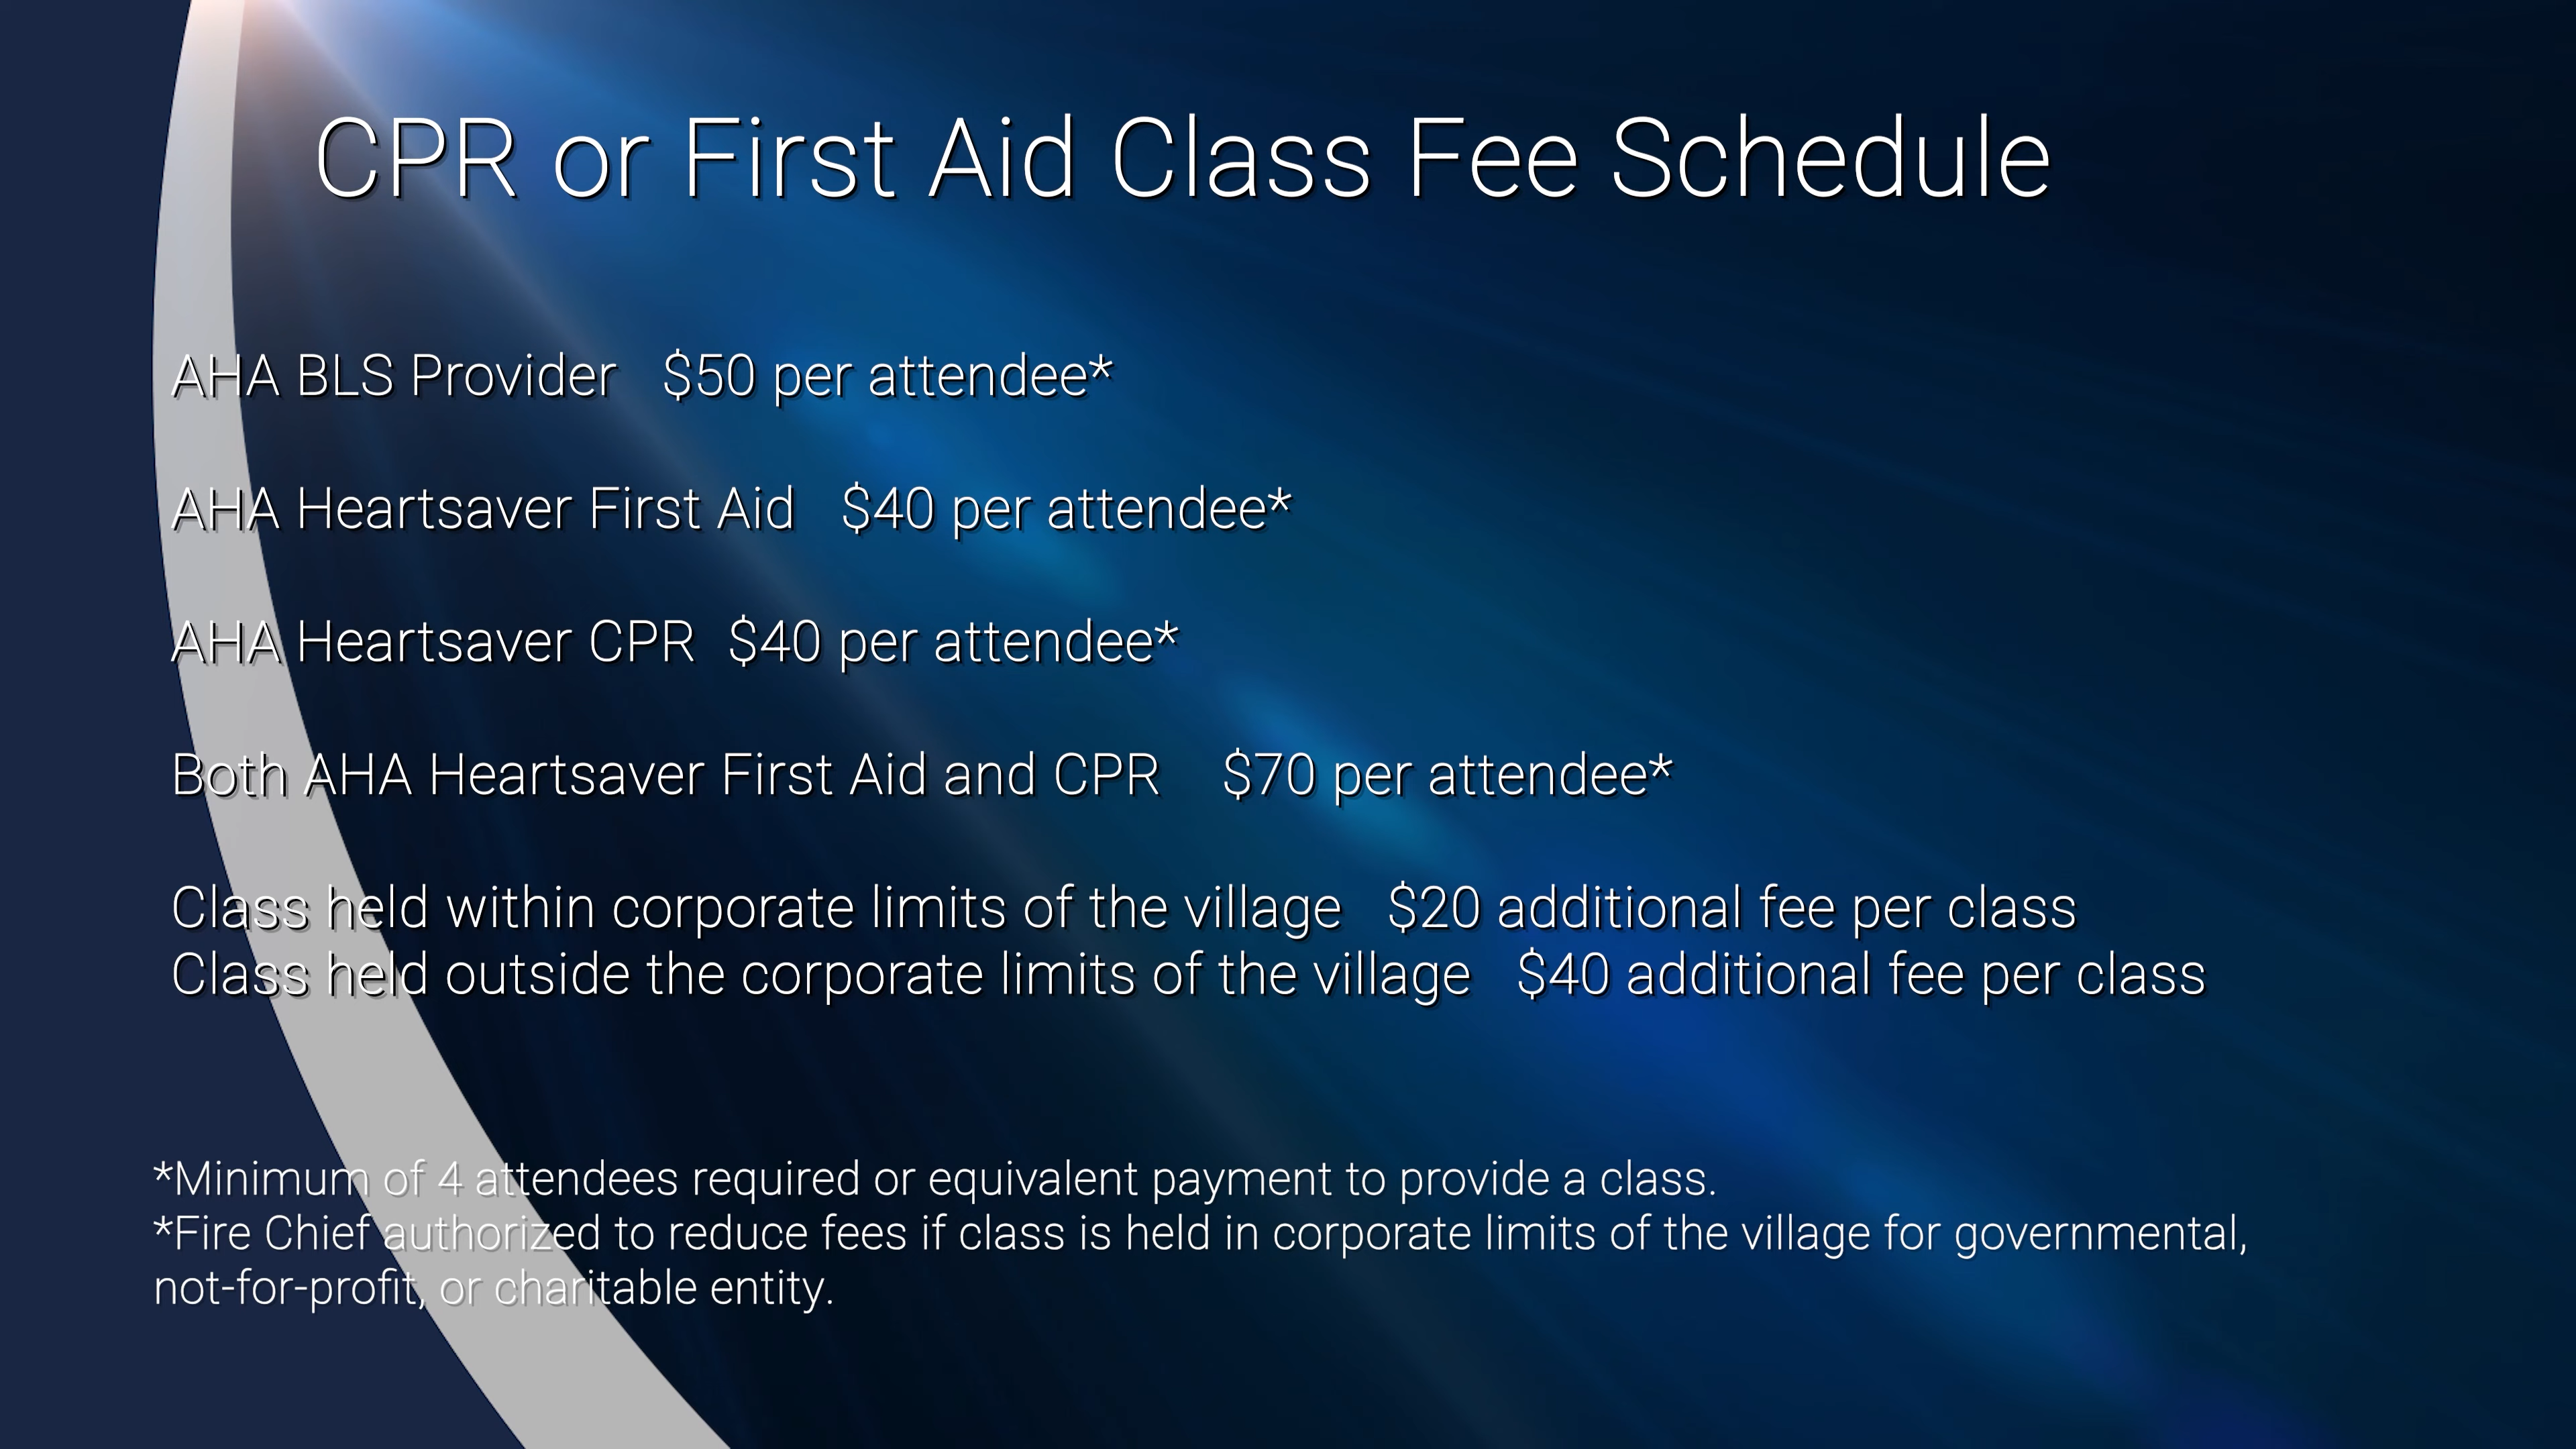 CPR or First Aid Class Fee Schedule
AHA BLS Provider $50 per attendee*
AHA Heartsaver First Aid $40 per attendee*
AHA Heartsaver CPR $40 per attendee*
Both AHA Heartsaver First Aid and CPR $70 per attendee*
Class held within corporate limits of the village $20 additional fee per class
Class held outside the corporate limits of the village $40 additional fee per class
*Minimum of 4 attendees required or equivalent payment to provide a class.
*Fire Chief authorized to reduce fees if class is held in corporate limits of the village for governmental,
not-for-profit, or charitable entity.